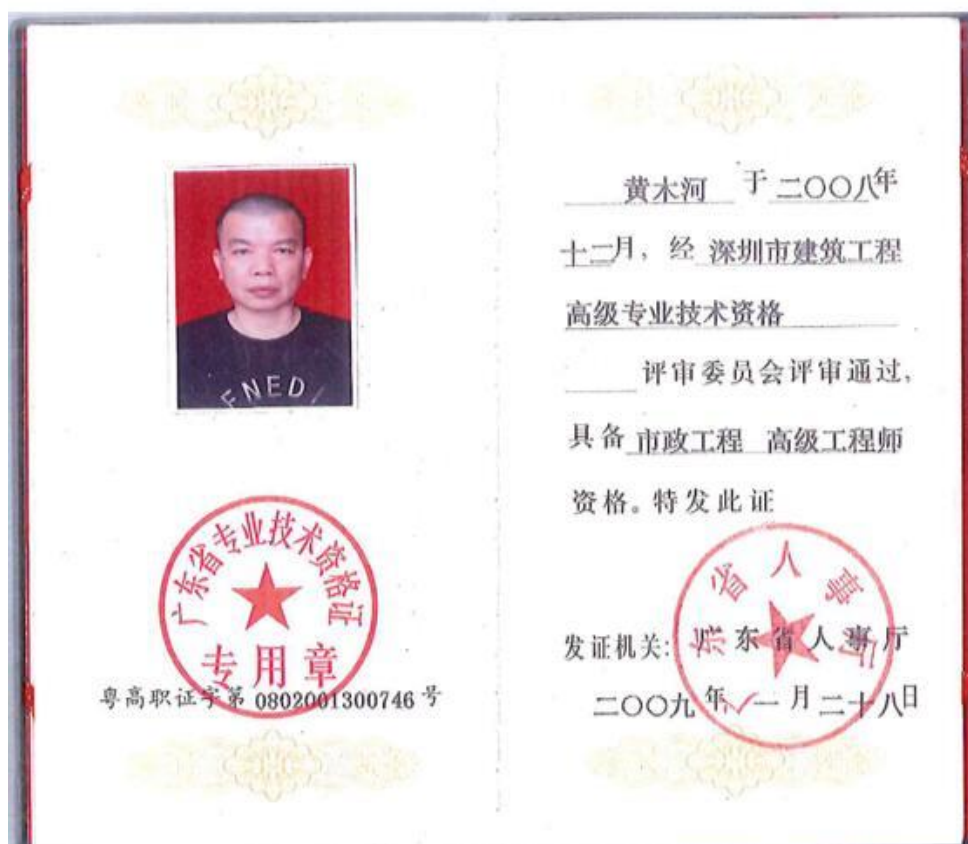 FNEDI
广东省专业技术资格证
专用章
粤高职证字第 0802001300746 号
黄木河 于 二〇〇八年
十二月，经 深圳市建筑工程
高级专业技术资格
评审委员会评审通过，
具备 市政工程 高级工程师
资格。特发此证
广东省人事厅
发证机关：广东省人事厅
二〇〇九年 一月二十八日